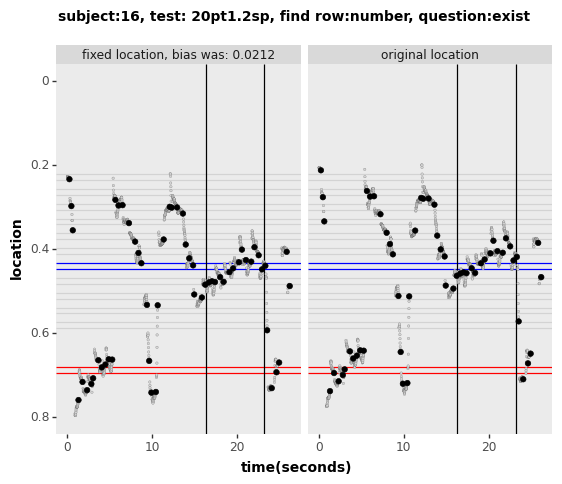 subject:16, test: 20pt1.2sp, find row:number, question:exist
fixed location, bias was: 0.0212
original location
0
0.2
0.4
0.6
0.8
location
0
10
20
0
10
20
time(seconds)